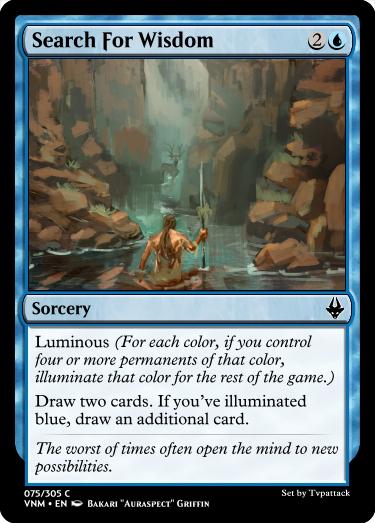 Search For Wisdom 2
Sorcery
Luminous (For each color, if you control
four or more permanents of that color,
illuminate that color for the rest of the game.)
Draw two cards. If you've illuminated
blue, draw an additional card.
The worst of times often open the mind to new
possibilities.
075/305 C
VNM • EN Bakari "Auraspect" Griffin
Set by Tvpattack